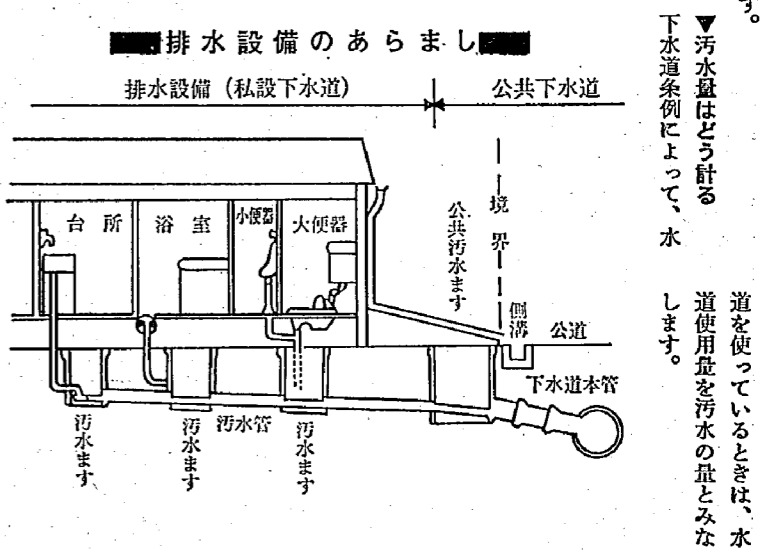 す。
▼汚水量はどう計る
下水道条例によって、水
道を使っているときは、水
道使用量を汚水の量とみな
します。
排水設備のあらまし
排水設備（私設下水道）
公共下水道
台所
浴室
小便器
大便器
公共汚水ます
境界
側溝
公道
下水道本管
汚水ます
汚水ます
汚水管
汚水ます